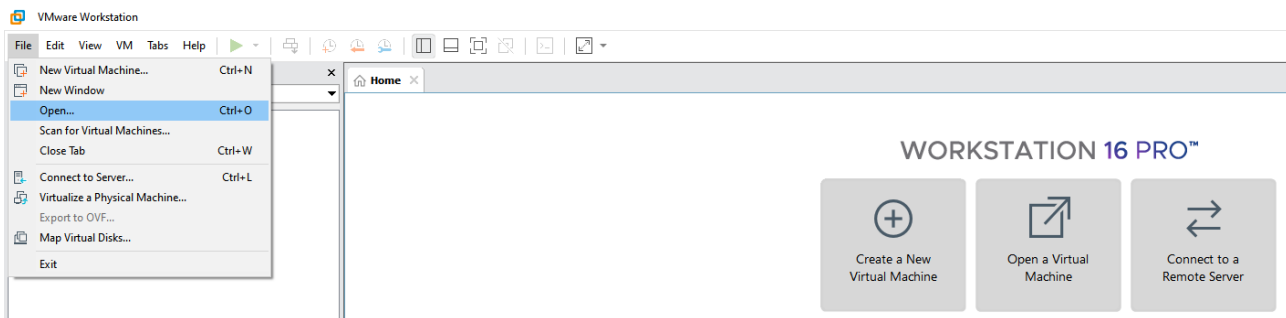 VMware Workstation
File Edit View VM Tabs Help
New Virtual Machine... Ctrl+N
New Window
Open... Ctrl+O
Scan for Virtual Machines...
Close Tab Ctrl+W
Connect to Server... Ctrl+L
Virtualize a Physical Machine...
Export to OVF...
Map Virtual Disks...
Exit
Home
WORKSTATION 16 PRO™
Create a New
Virtual Machine
Open a Virtual
Machine
Connect to a
Remote Server